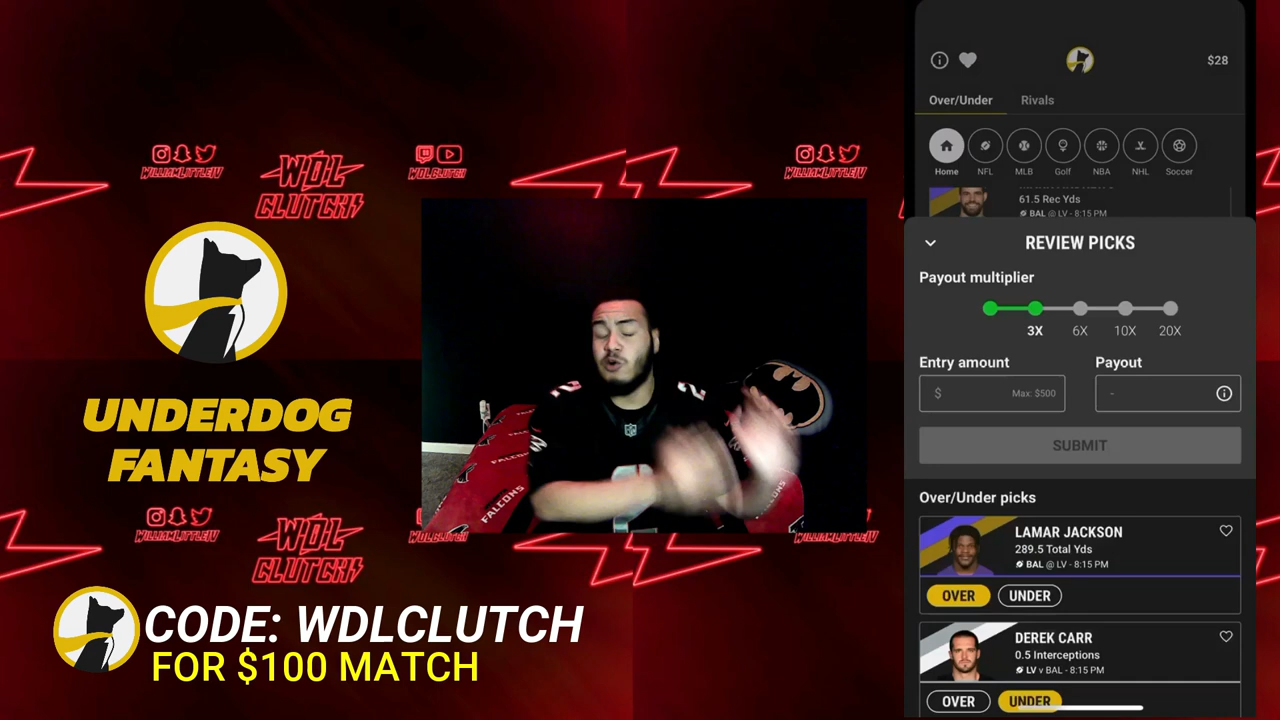 WILLIAMLITTLEIV
WDL
CLUTCH
WDLCLUTCH
WILLIAMLITTLEIV
UNDERDOG
FANTASY
FALCONS
FALCONS
2
2
WILLIAMLITTLEIV
WDL
CLUTCH
WDLCLUTCH
WILLIAMLITTLEIV
CODE: WDLCLUTCH
FOR $100 MATCH
$28
Over/Under Rivals
Home NFL MLB Golf NBA NHL Soccer
61.5 Rec Yds
BAL @ LV - 8:15 PM
REVIEW PICKS
Payout multiplier
3X 6X 10X 20X
Entry amount Payout
$ Max: $500 -
SUBMIT
Over/Under picks
LAMAR JACKSON
289.5 Total Yds
BAL @ LV - 8:15 PM
OVER UNDER
DEREK CARR
0.5 Interceptions
LV v BAL - 8:15 PM
OVER UNDER